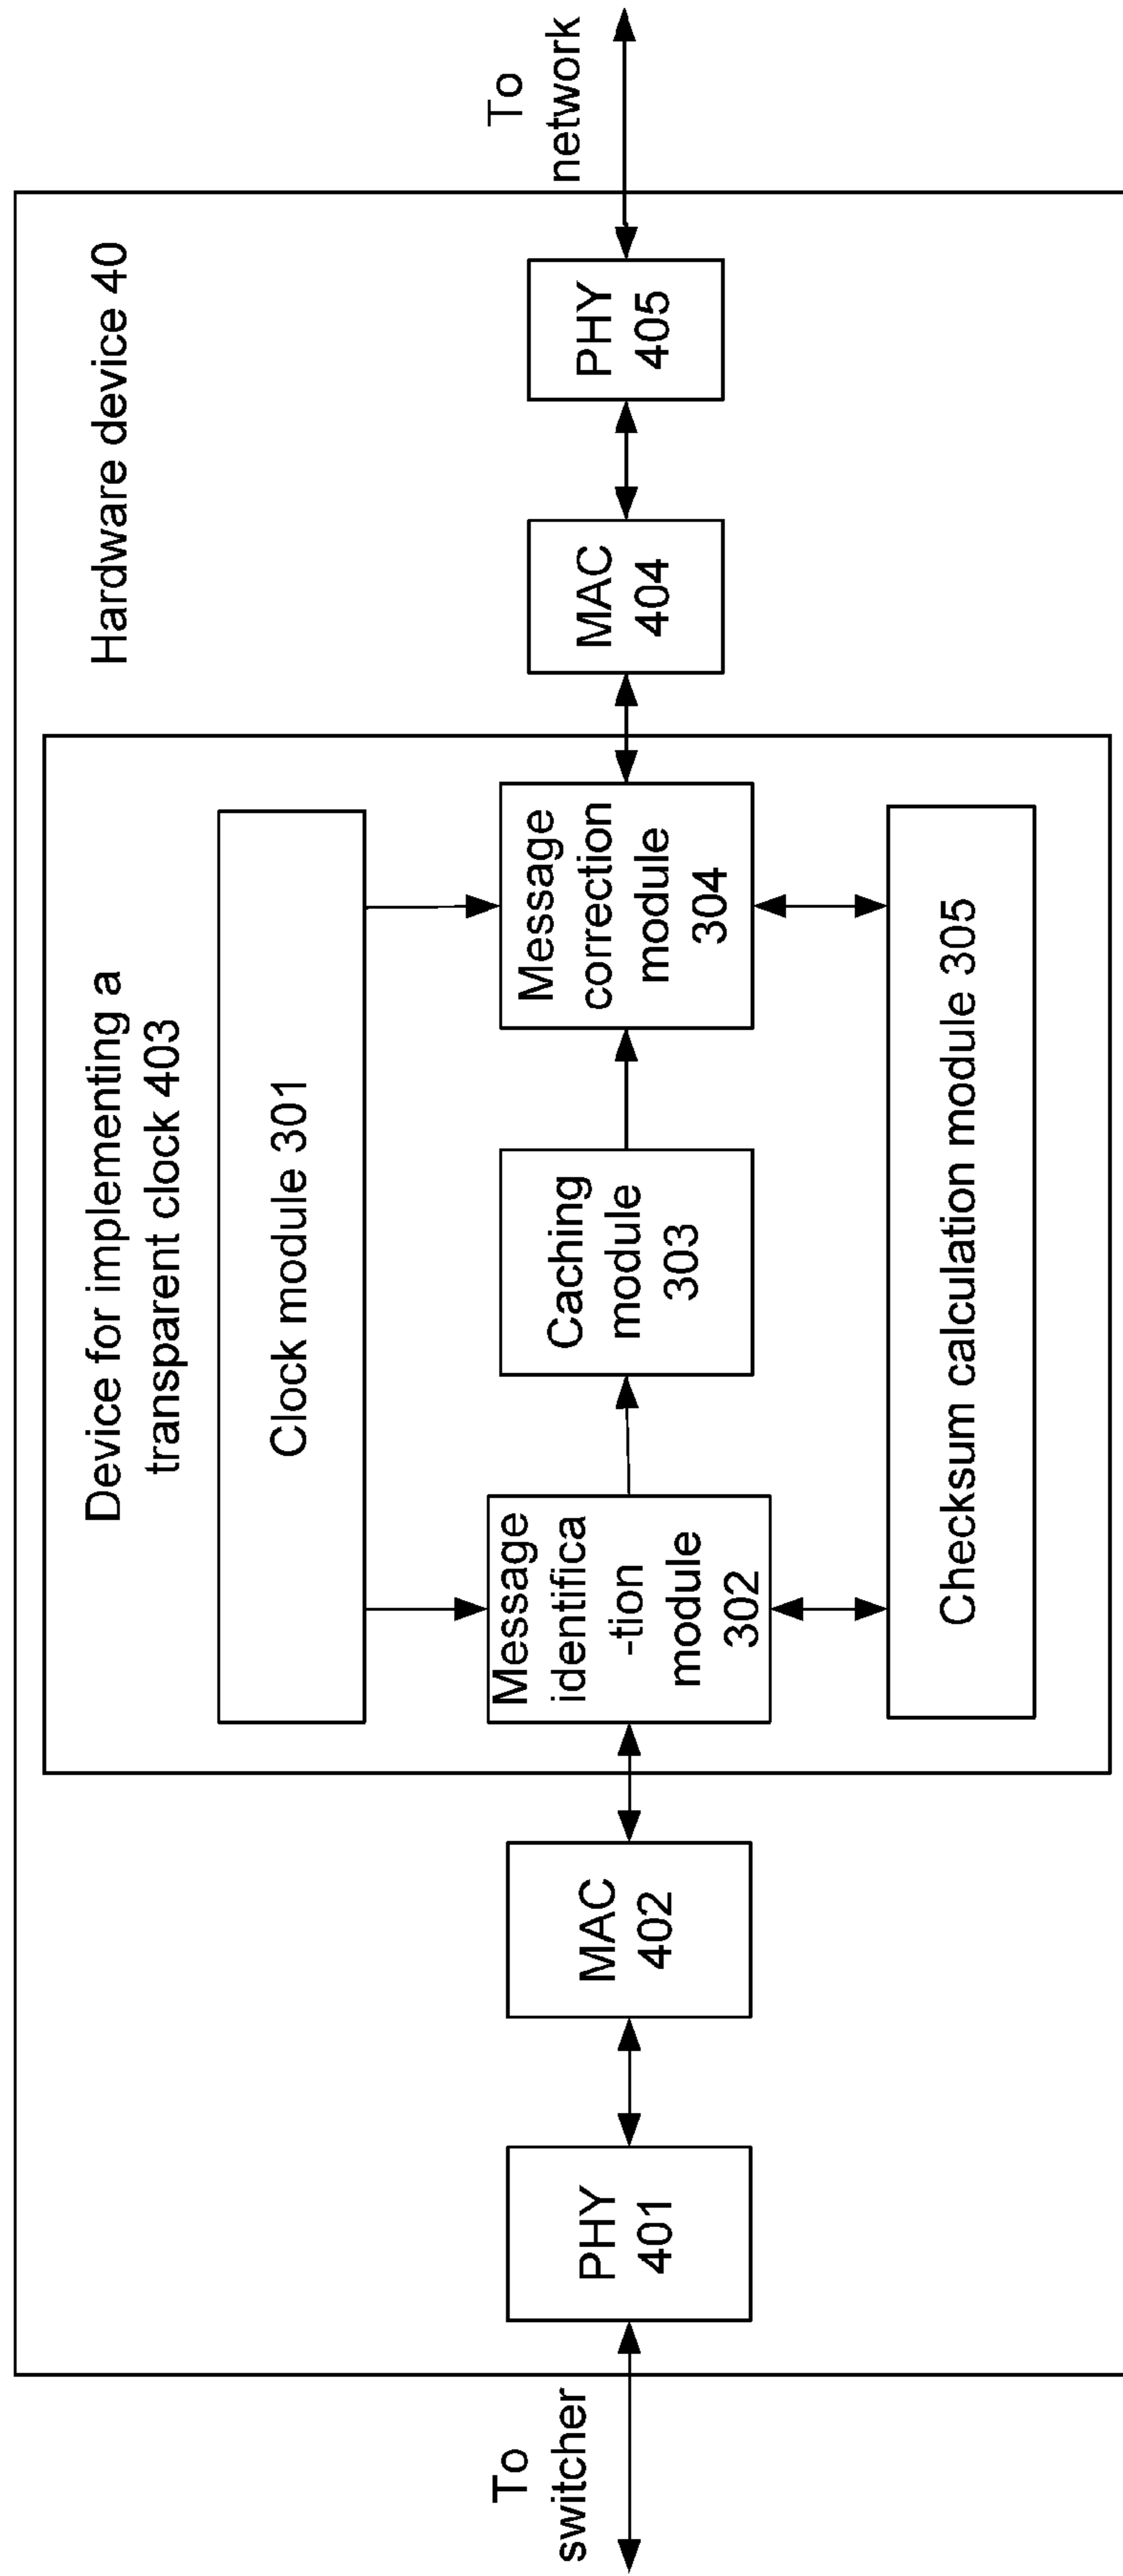 Hardware device 40
Device for implementing a
transparent clock 403
Clock module 301
To
switcher
PHY
401
MAC
402
Message
identifica
-tion
module
302
Caching
module
303
Message
correction
module
304
MAC
404
PHY
405
To
network
Checksum calculation module 305